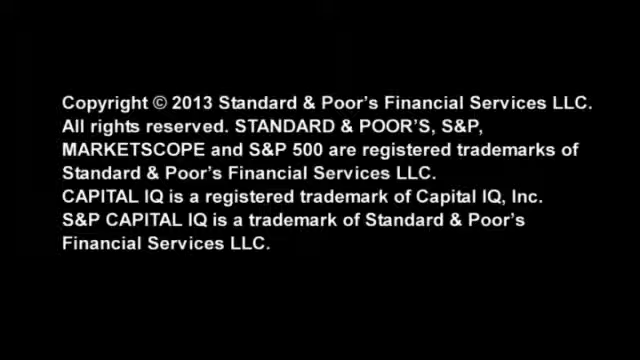 Copyright © 2013 Standard & Poor's Financial Services LLC.
All rights reserved. STANDARD & POOR'S, S&P,
MARKETSCOPE and S&P 500 are registered trademarks of
Standard & Poor's Financial Services LLC.
CAPITAL IQ is a registered trademark of Capital IQ, Inc.
S&P CAPITAL IQ is a trademark of Standard & Poor's
Financial Services LLC.